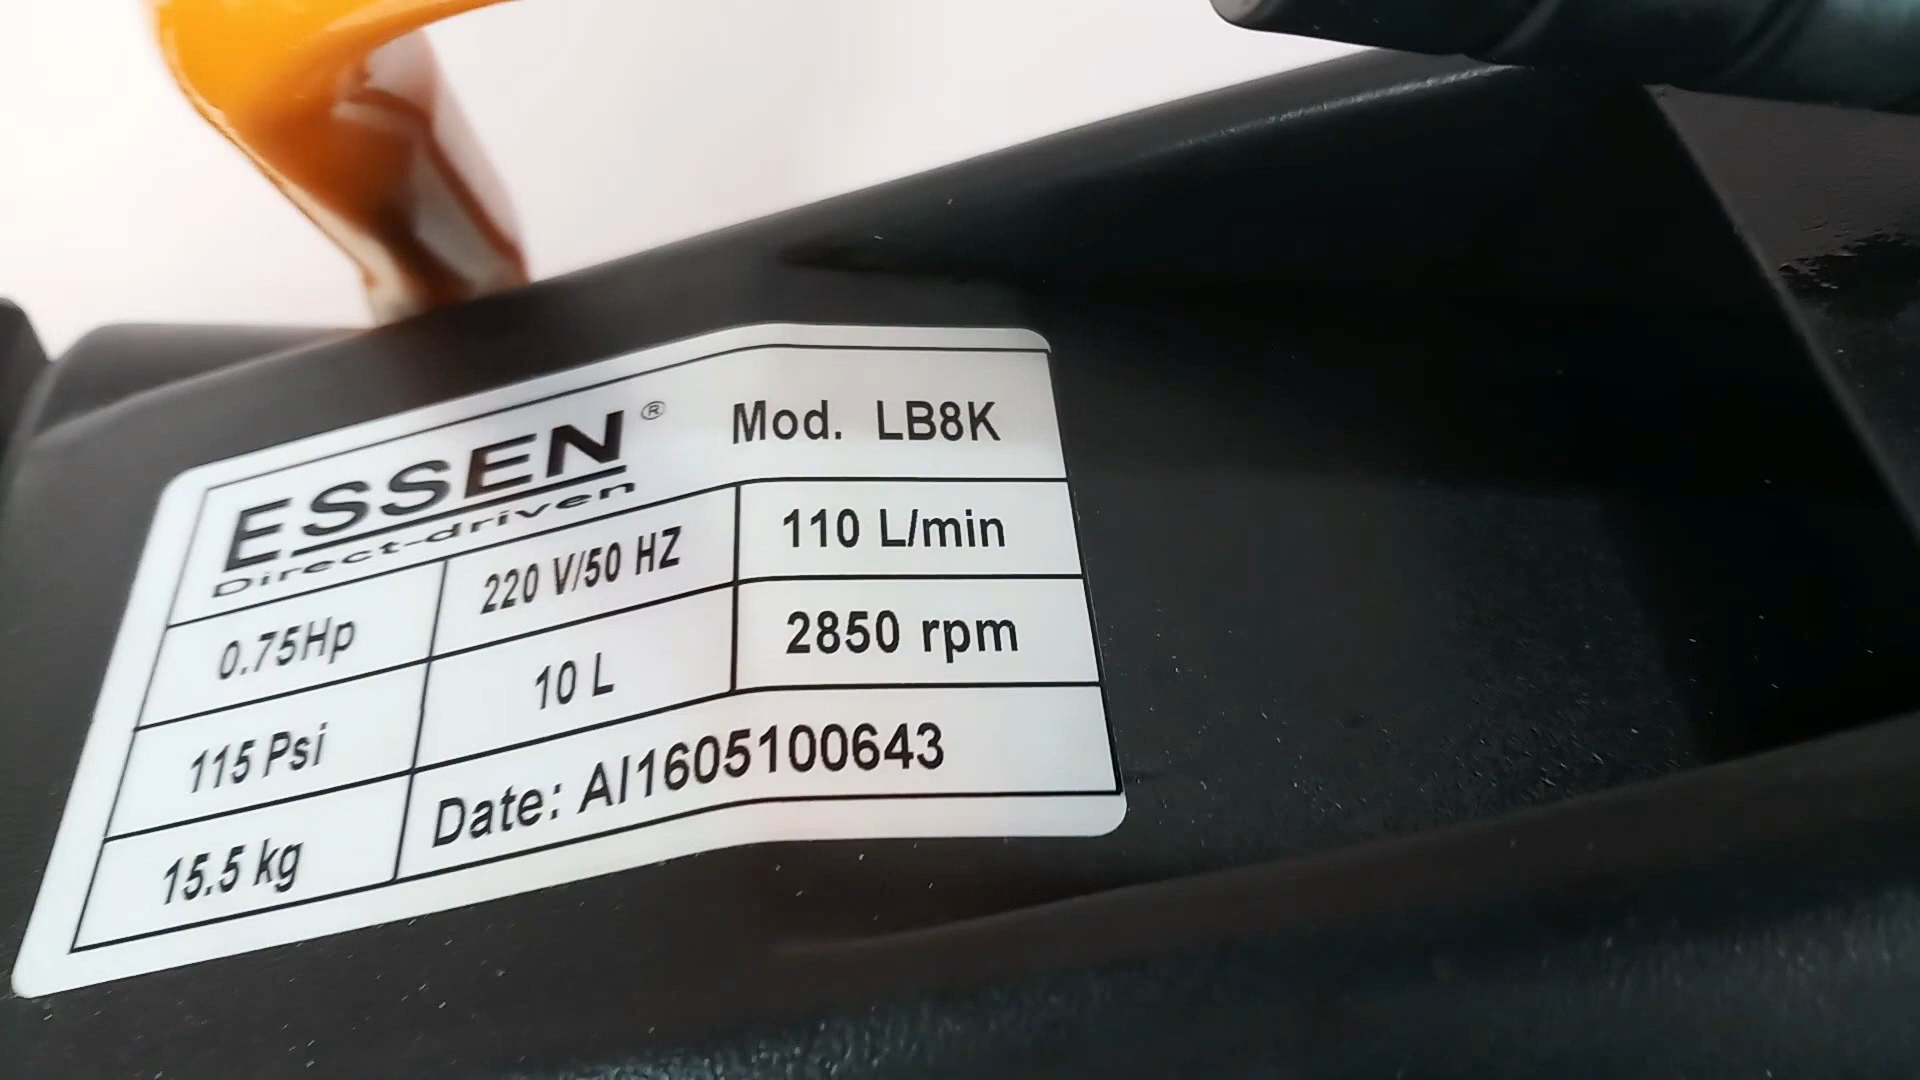 ESSEN ®
Direct-driven
Mod. LB8K
0.75Hp
220 V/50 HZ
110 L/min
115 Psi
10 L
2850 rpm
15.5 kg
Date: AI1605100643